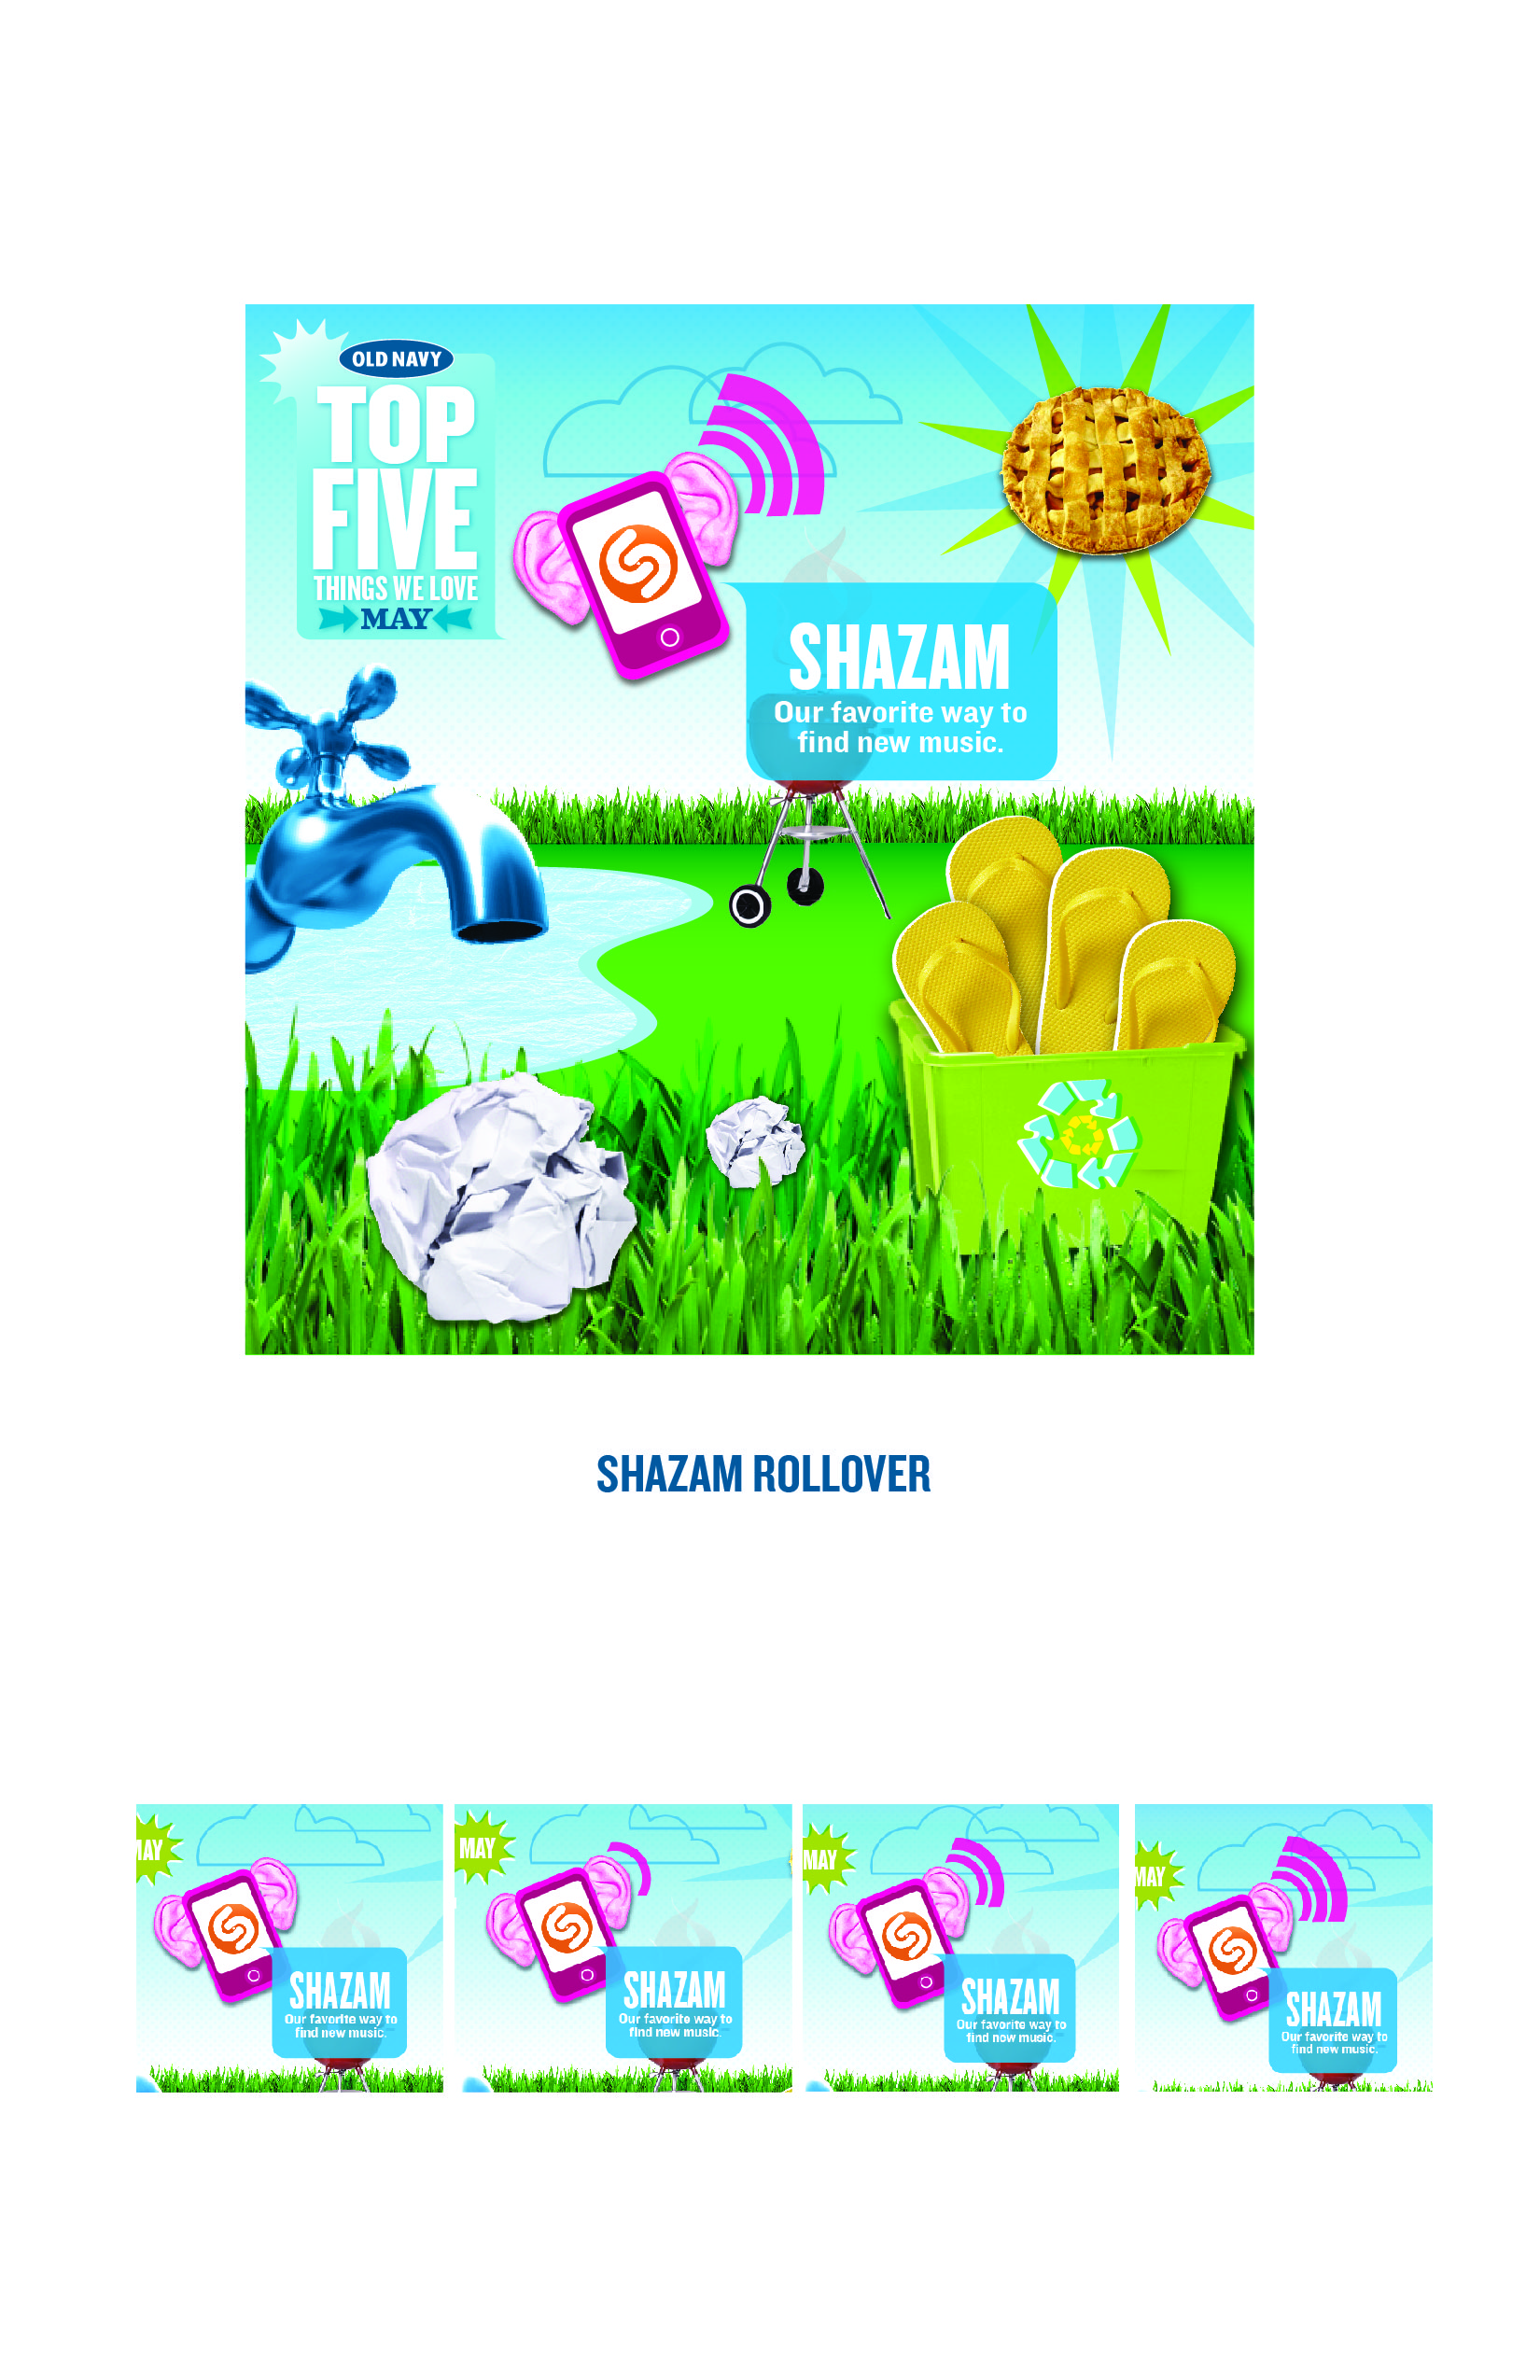 OLD NAVY
TOP
FIVE
THINGS WE LOVE
MAY
SHAZAM
Our favorite way to
find new music.
SHAZAM ROLLOVER
MAY
SHAZAM
Our favorite way to
find new music.
MAY
SHAZAM
Our favorite way to
find new music.
MAY
SHAZAM
Our favorite way to
find new music.
MAY
SHAZAM
Our favorite way to
find new music.